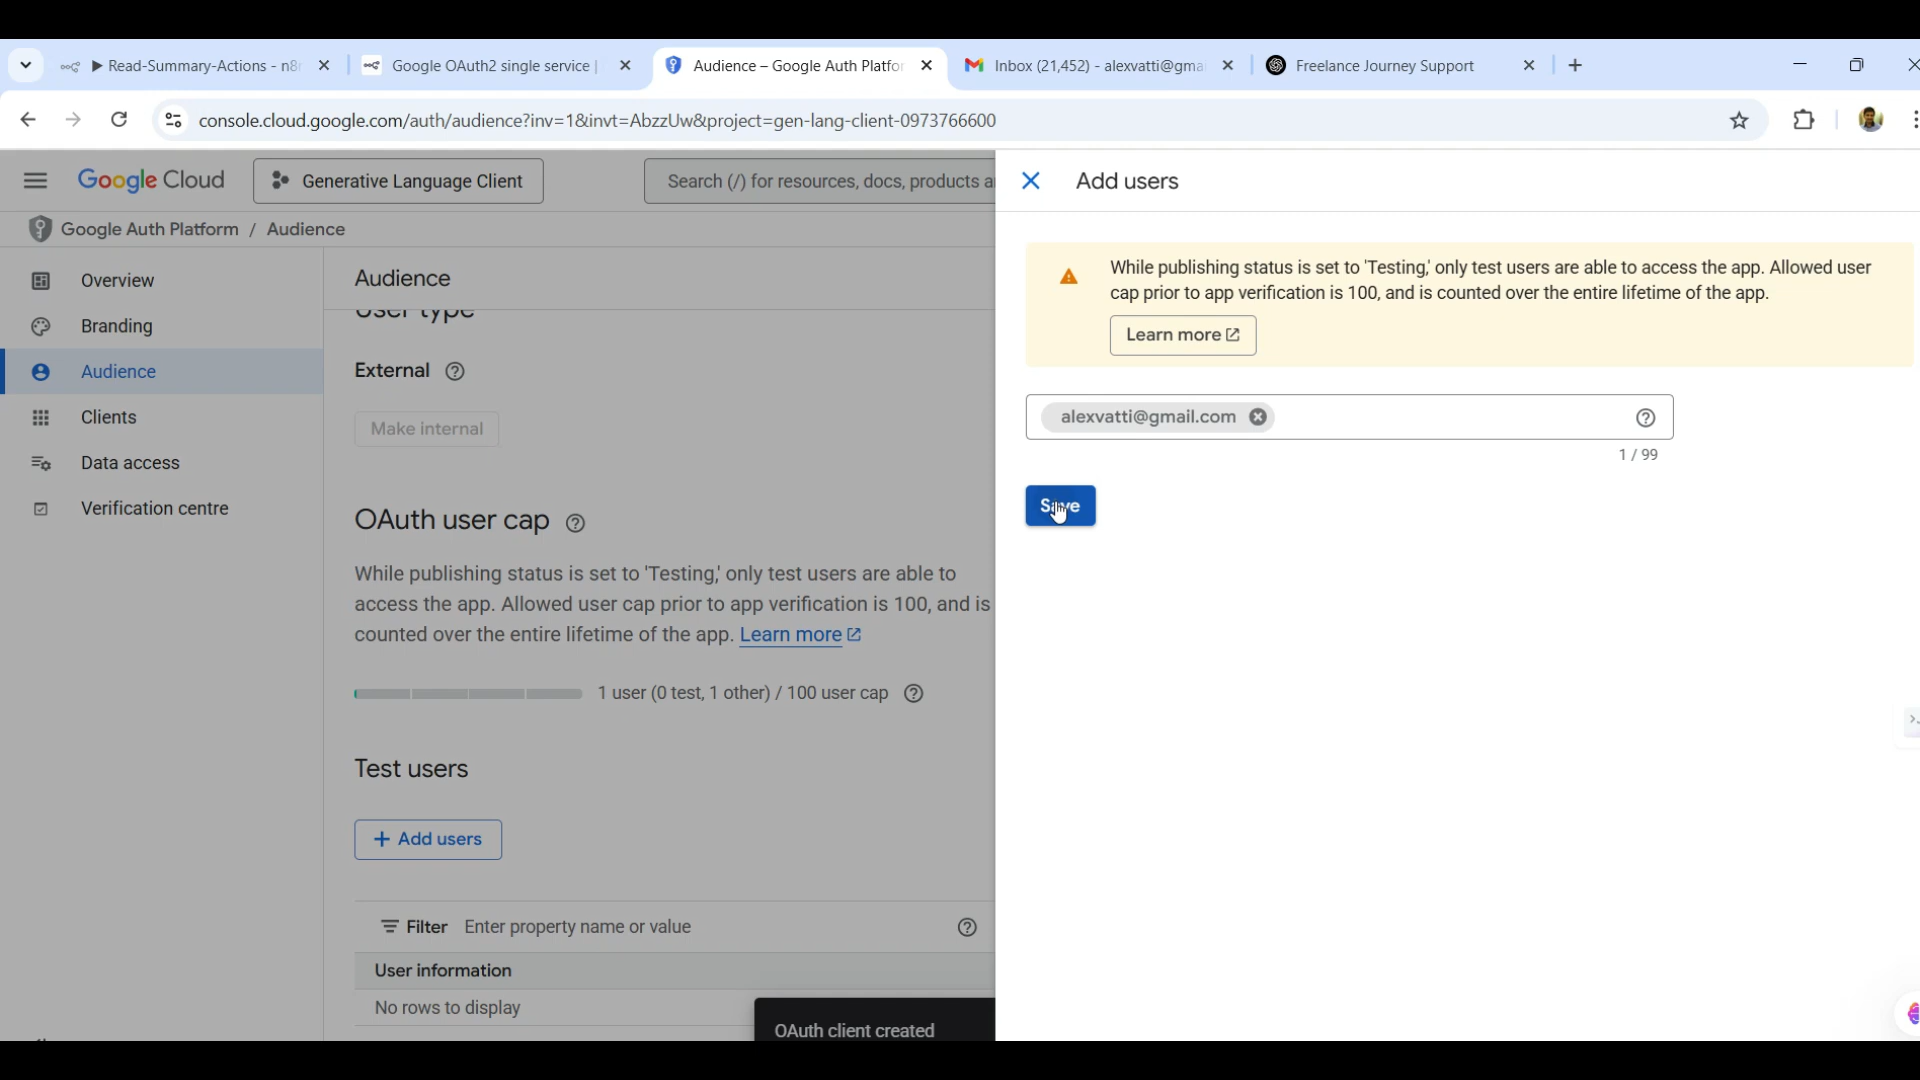 ▶ Read-Summary-Actions - n8n
Google OAuth2 single service |
Audience – Google Auth Platfor
Inbox (21,452) - alexvatti@gma
Freelance Journey Support
console.cloud.google.com/auth/audience?inv=1&invt=AbzzUw&project=gen-lang-client-0973766600
Google Cloud
Generative Language Client
Search (/) for resources, docs, products a
Add users
Google Auth Platform / Audience
Overview
Branding
Audience
Clients
Data access
Verification centre
Audience
User type
External
Make internal
OAuth user cap
While publishing status is set to 'Testing,' only test users are able to
access the app. Allowed user cap prior to app verification is 100, and is
counted over the entire lifetime of the app. Learn more
1 user (0 test, 1 other) / 100 user cap
Test users
+ Add users
Filter Enter property name or value
User information
No rows to display
OAuth client created
While publishing status is set to 'Testing,' only test users are able to access the app. Allowed user
cap prior to app verification is 100, and is counted over the entire lifetime of the app.
Learn more
alexvatti@gmail.com
1 / 99
Save